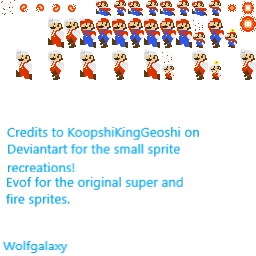 Credits to KoopshiKingGeoshi on
Deviantart for the small sprite
recreations!
Evof for the original super and
fire sprites.
Wolfgalaxy